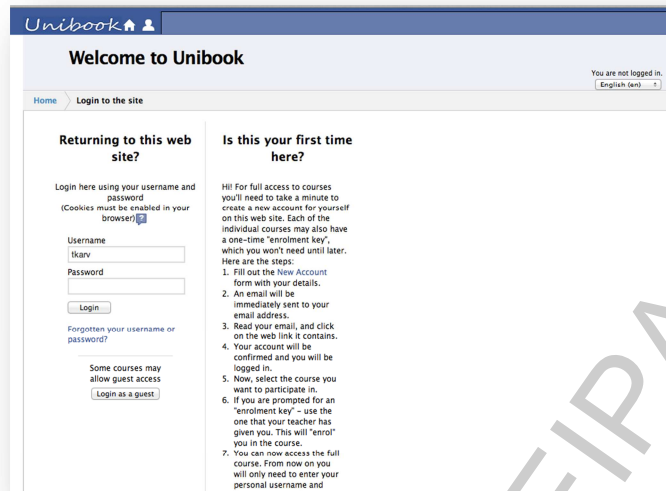 Unibook
Welcome to Unibook
You are not logged in.
English (en)
Home
Login to the site
Returning to this web
site?
Login here using your username and
password
(Cookies must be enabled in your
browser) ?
Username
tkarv
Password
Login
Forgotten your username or
password?
Some courses may
allow guest access
Login as a guest
Is this your first time
here?
Hi! For full access to courses
you'll need to take a minute to
create a new account for yourself
on this web site. Each of the
individual courses may also have
a one-time "enrolment key",
which you won't need until later.
Here are the steps:
1. Fill out the New Account
form with your details.
2. An email will be
immediately sent to your
email address.
3. Read your email, and click
on the web link it contains.
4. Your account will be
confirmed and you will be
logged in.
5. Now, select the course you
want to participate in.
6. If you are prompted for an
"enrolment key" - use the
one that your teacher has
given you. This will "enrol"
you in the course.
7. You can now access the full
course. From now on you
will only need to enter your
personal username and